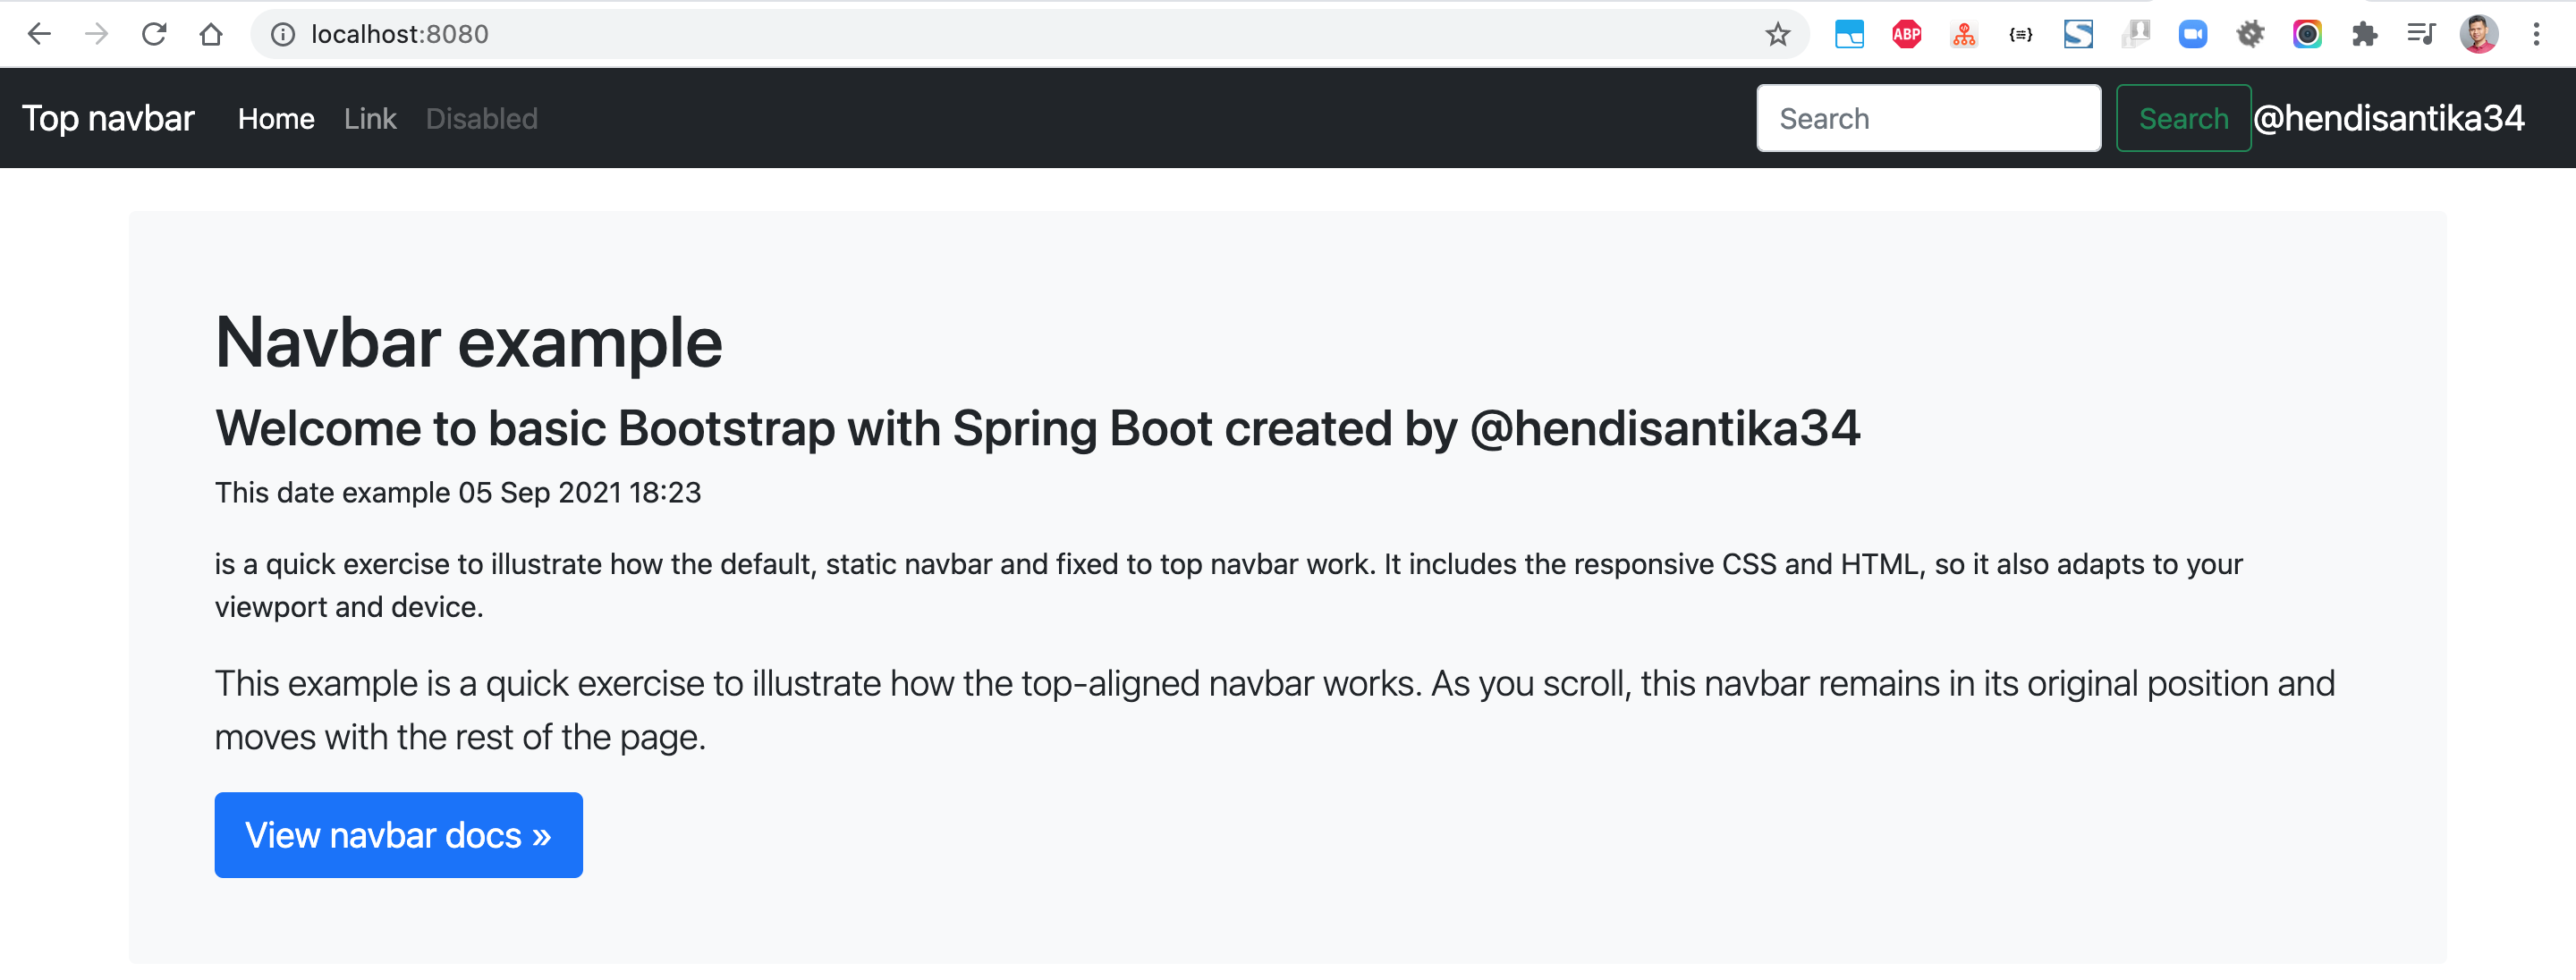 localhost:8080
ABP
Top navbar Home Link Disabled Search Search @hendisantika34
Navbar example
Welcome to basic Bootstrap with Spring Boot created by @hendisantika34
This date example 05 Sep 2021 18:23
is a quick exercise to illustrate how the default, static navbar and fixed to top navbar work. It includes the responsive CSS and HTML, so it also adapts to your
viewport and device.
This example is a quick exercise to illustrate how the top-aligned navbar works. As you scroll, this navbar remains in its original position and
moves with the rest of the page.
View navbar docs »